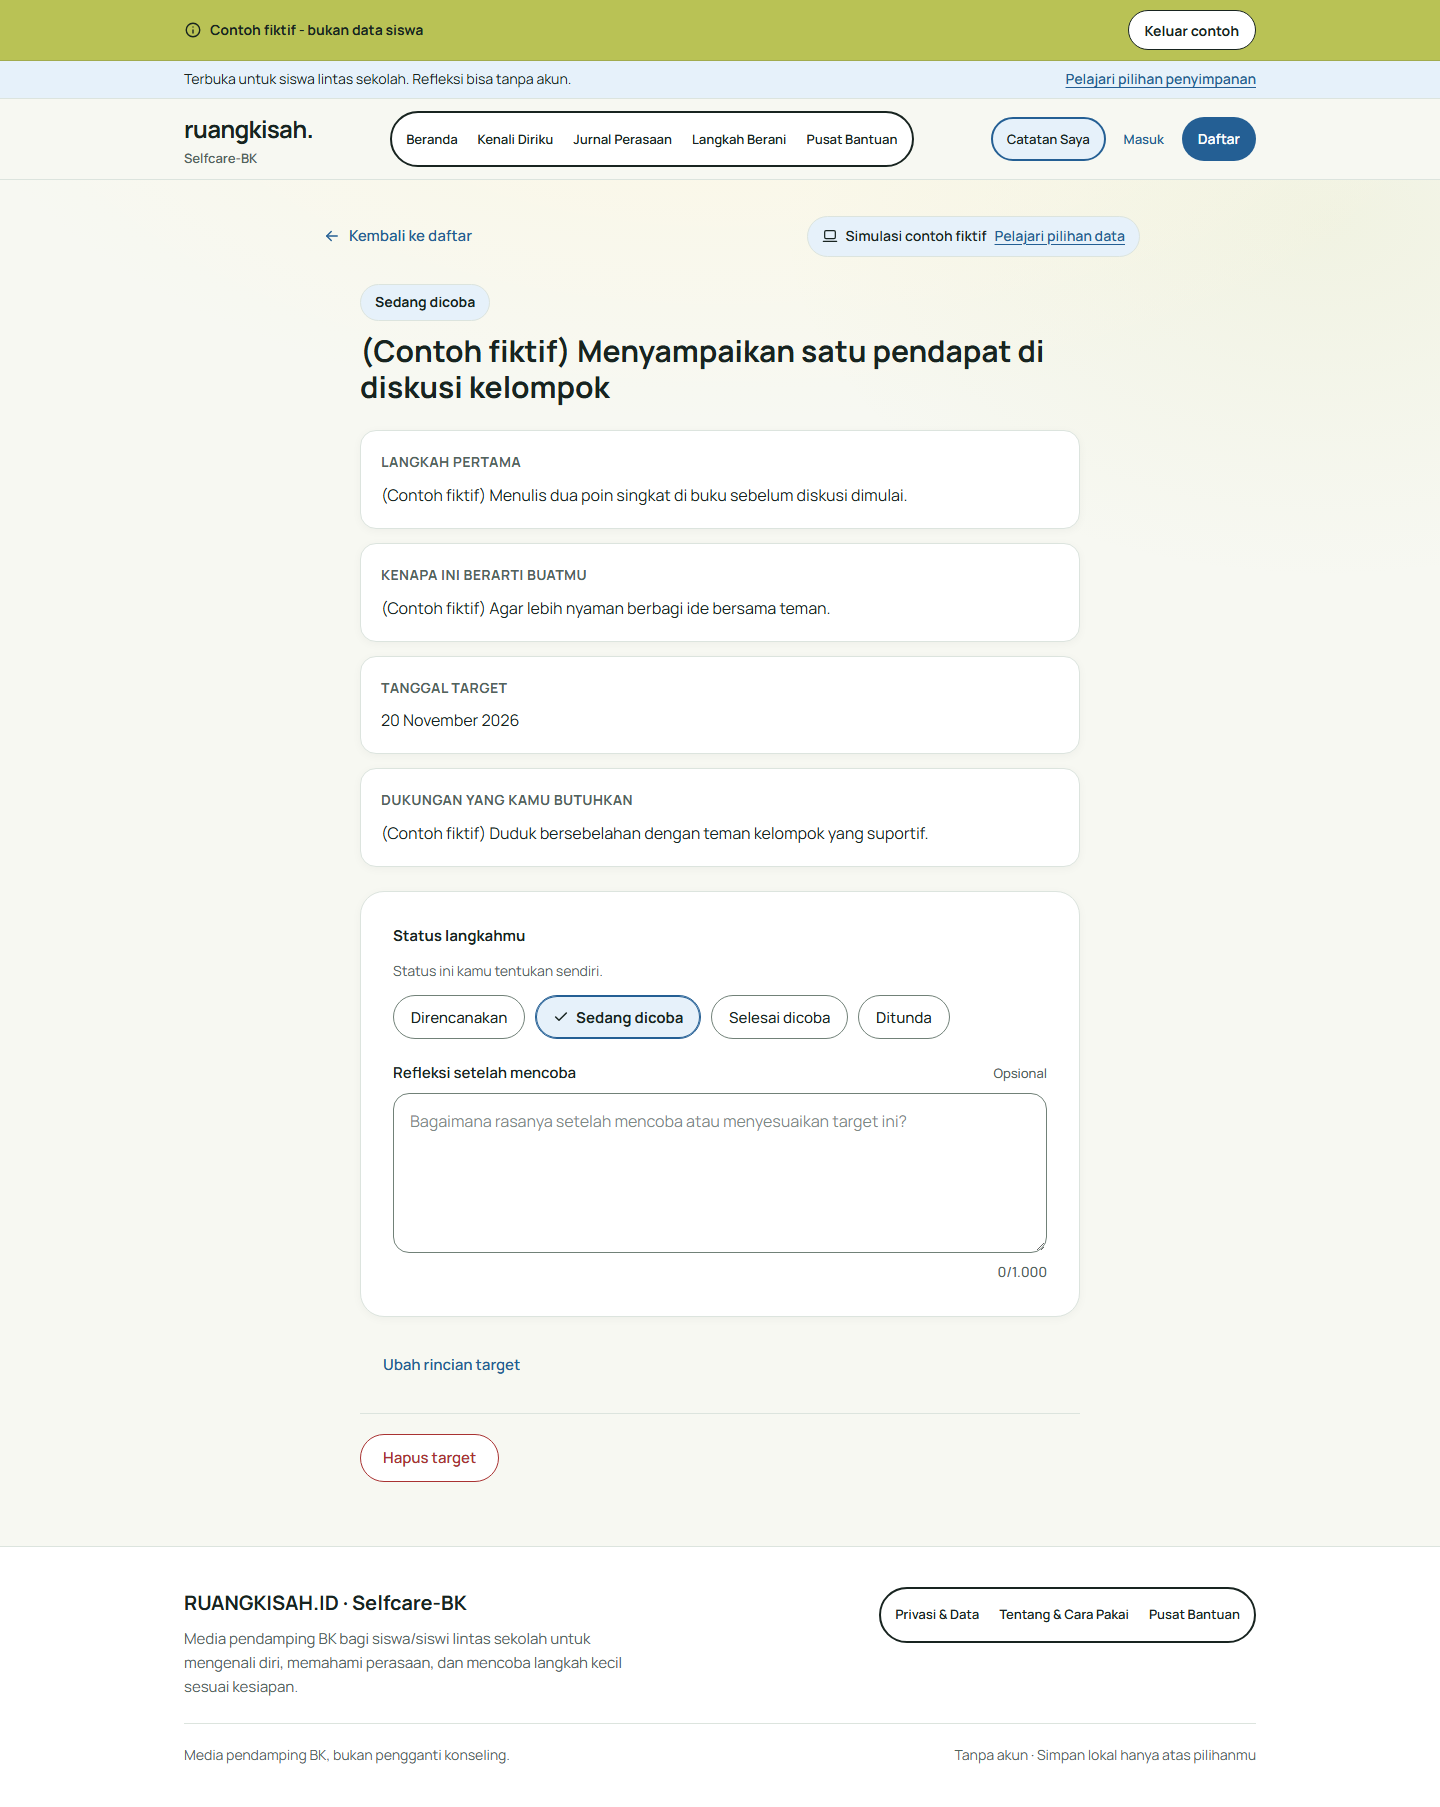 Contoh fiktif - bukan data siswa
Keluar contoh
Terbuka untuk siswa lintas sekolah. Refleksi bisa tanpa akun.
Pelajari pilihan penyimpanan
ruangkisah.
Selfcare-BK
Beranda
Kenali Diriku
Jurnal Perasaan
Langkah Berani
Pusat Bantuan
Catatan Saya
Masuk
Daftar
Kembali ke daftar
Simulasi contoh fiktif Pelajari pilihan data
Sedang dicoba
(Contoh fiktif) Menyampaikan satu pendapat di
diskusi kelompok
LANGKAH PERTAMA
(Contoh fiktif) Menulis dua poin singkat di buku sebelum diskusi dimulai.
KENAPA INI BERARTI BUATMU
(Contoh fiktif) Agar lebih nyaman berbagi ide bersama teman.
TANGGAL TARGET
20 November 2026
DUKUNGAN YANG KAMU BUTUHKAN
(Contoh fiktif) Duduk bersebelahan dengan teman kelompok yang suportif.
Status langkahmu
Status ini kamu tentukan sendiri.
Direncanakan
Sedang dicoba
Selesai dicoba
Ditunda
Refleksi setelah mencoba
Opsional
Bagaimana rasanya setelah mencoba atau menyesuaikan target ini?
0/1.000
Ubah rincian target
Hapus target
RUANGKISAH.ID · Selfcare-BK
Media pendamping BK bagi siswa/siswi lintas sekolah untuk
mengenali diri, memahami perasaan, dan mencoba langkah kecil
sesuai kesiapan.
Privasi & Data
Tentang & Cara Pakai
Pusat Bantuan
Media pendamping BK, bukan pengganti konseling.
Tanpa akun · Simpan lokal hanya atas pilihanmu